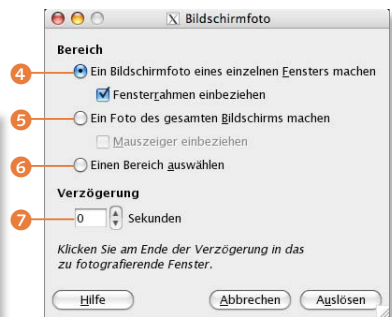 Bildschirmfoto
Bereich
4 Ein Bildschirmfoto eines einzelnen Fensters machen
Fensterrahmen einbeziehen
5 Ein Foto des gesamten Bildschirms machen
Mauszeiger einbeziehen
6 Einen Bereich auswählen
Verzögerung
7 0 Sekunden
Klicken Sie am Ende der Verzögerung in das
zu fotografierende Fenster.
Hilfe Abbrechen Auslösen